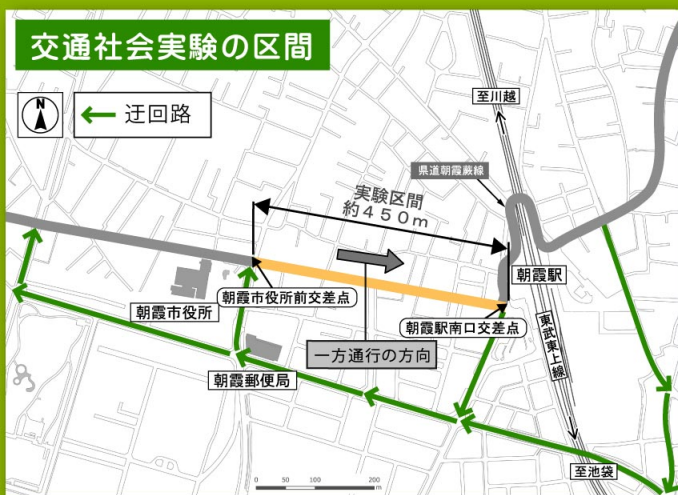 交通社会実験の区間
N
迂回路
至川越
県道朝霞蕨線
実験区間
約450m
朝霞駅
朝霞市役所
朝霞市役所前交差点
朝霞駅南口交差点
東武東上線
一方通行の方向
朝霞郵便局
至池袋
0 50 100 200
m